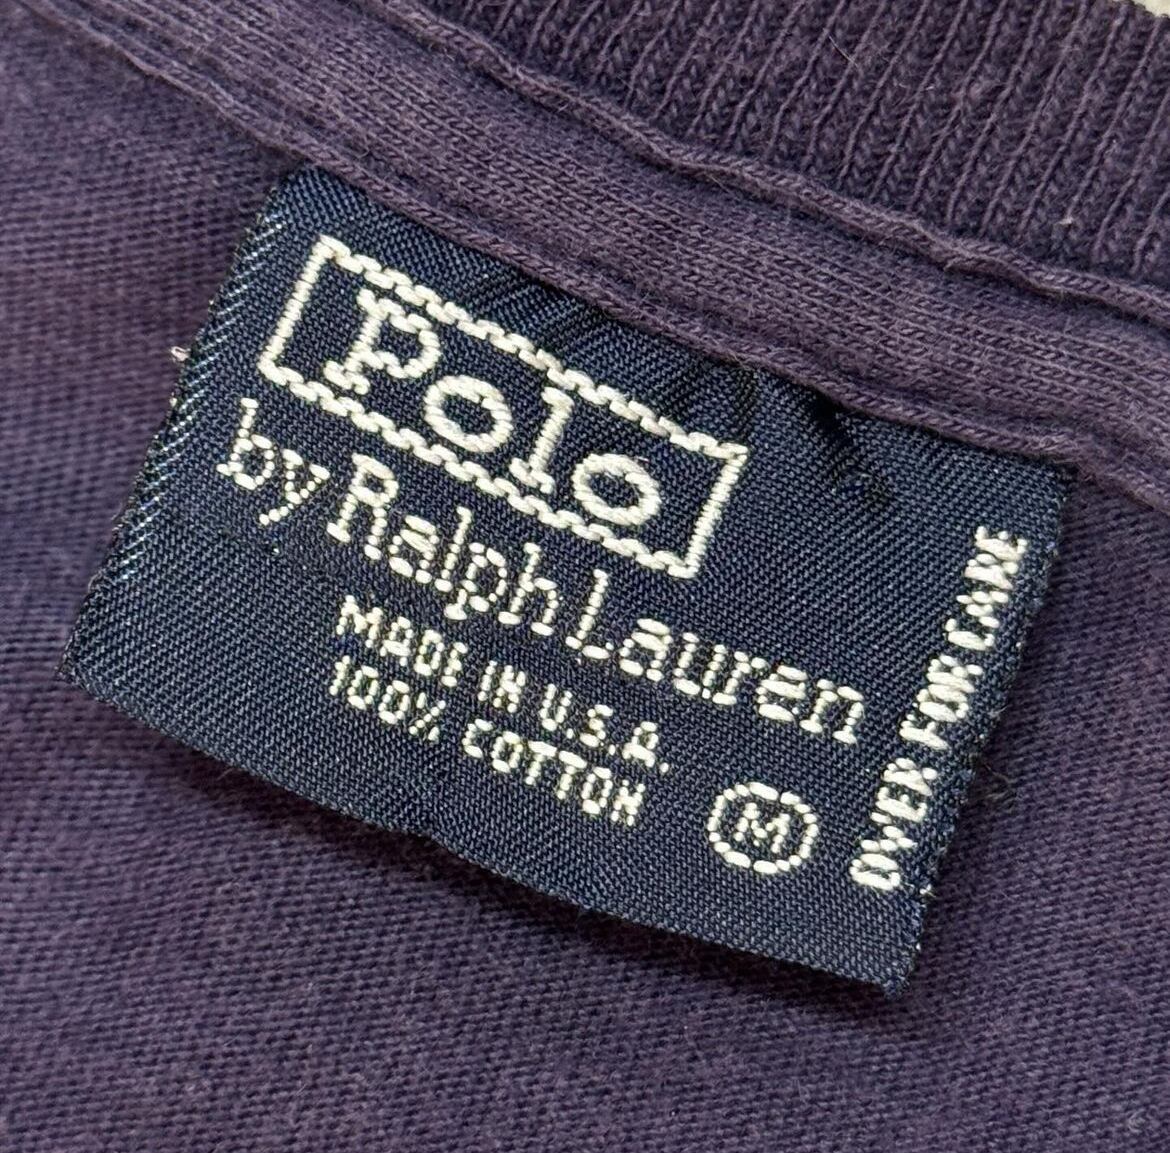 Polo
by Ralph Lauren
MADE IN U.S.A.
100% COTTON
M
OVER FOR CARE